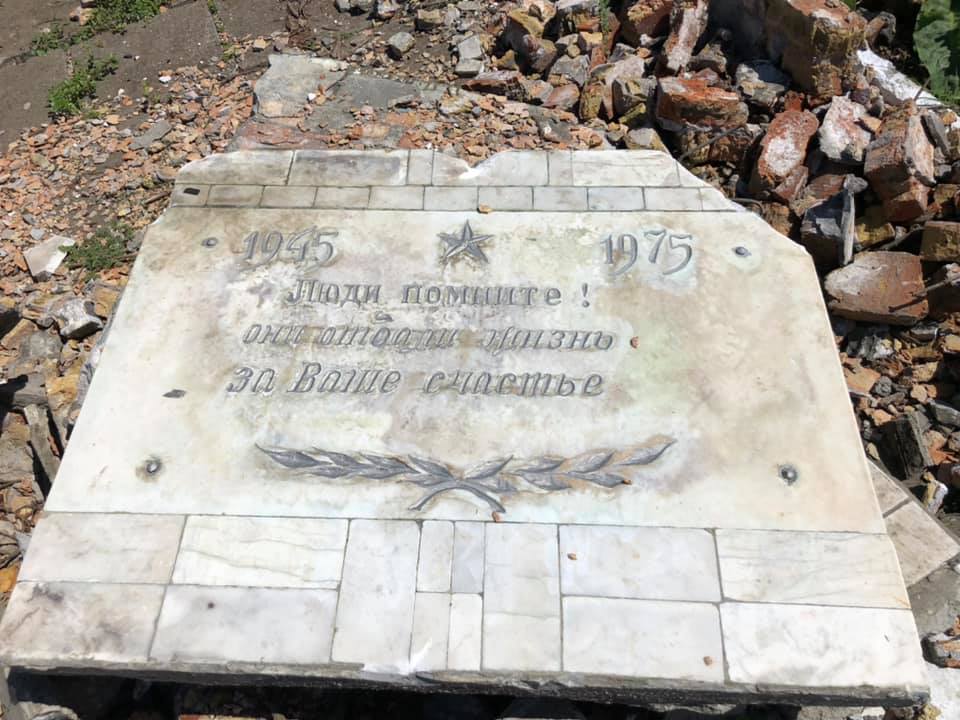 1945 1975
Люди помните !
они отдали жизнь
за Ваше счастье